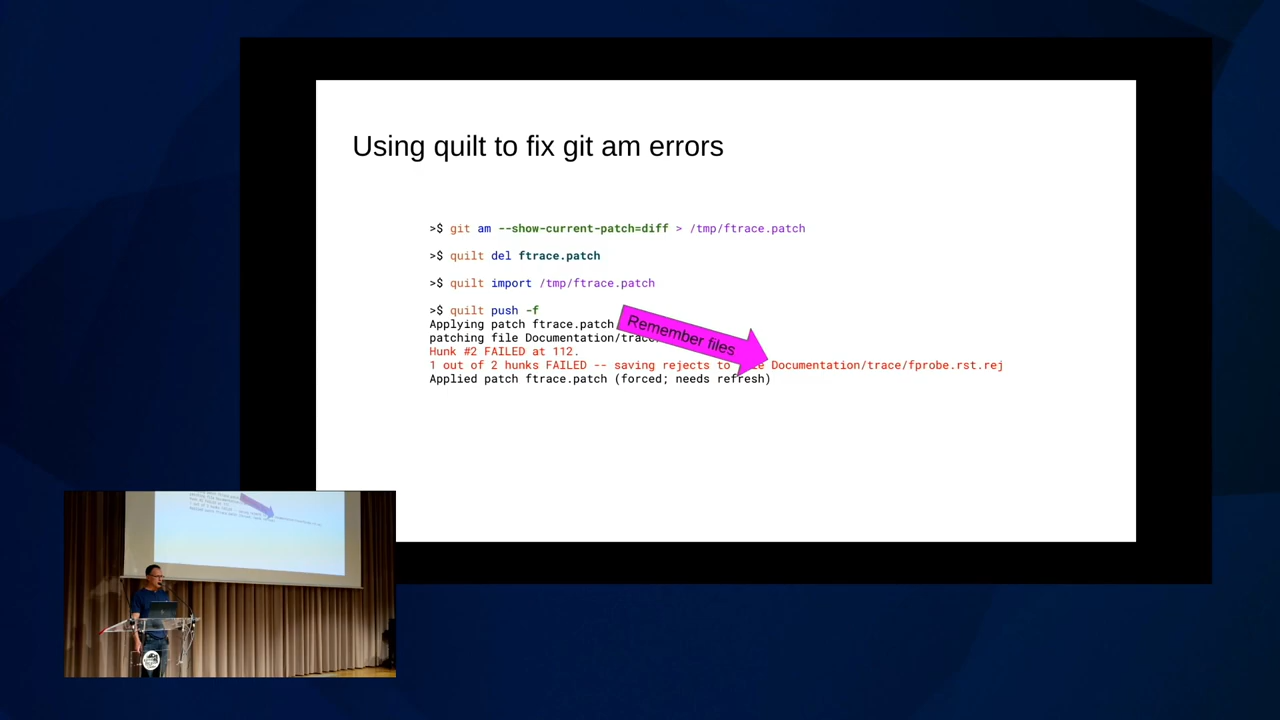 Using quilt to fix git am errors
>$ git am --show-current-patch=diff > /tmp/ftrace.patch
>$ quilt del ftrace.patch
>$ quilt import /tmp/ftrace.patch
>$ quilt push -f
Applying patch ftrace.patch
Remember files
patching file Documentation/trace
Hunk #2 FAILED at 112.
1 out of 2 hunks FAILED -- saving rejects to Documentation/trace/fprobe.rst.rej
Applied patch ftrace.patch (forced; needs refresh)